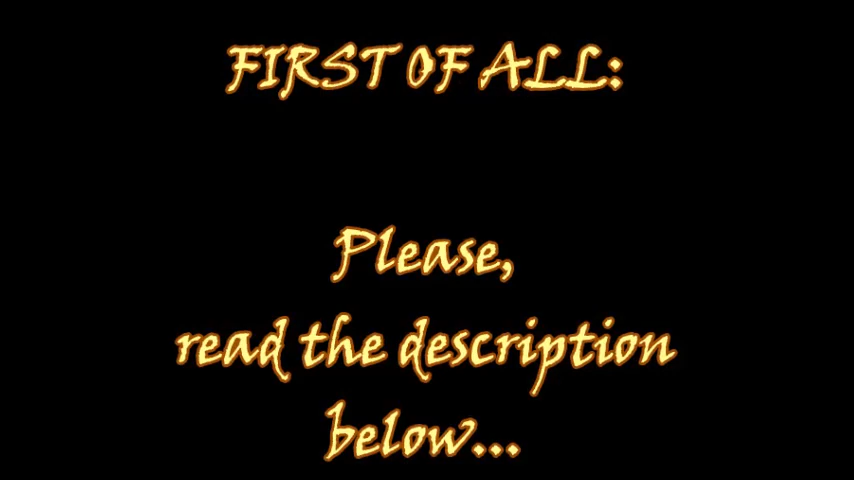 FIRST OF ALL:
Please,
read the description
below...